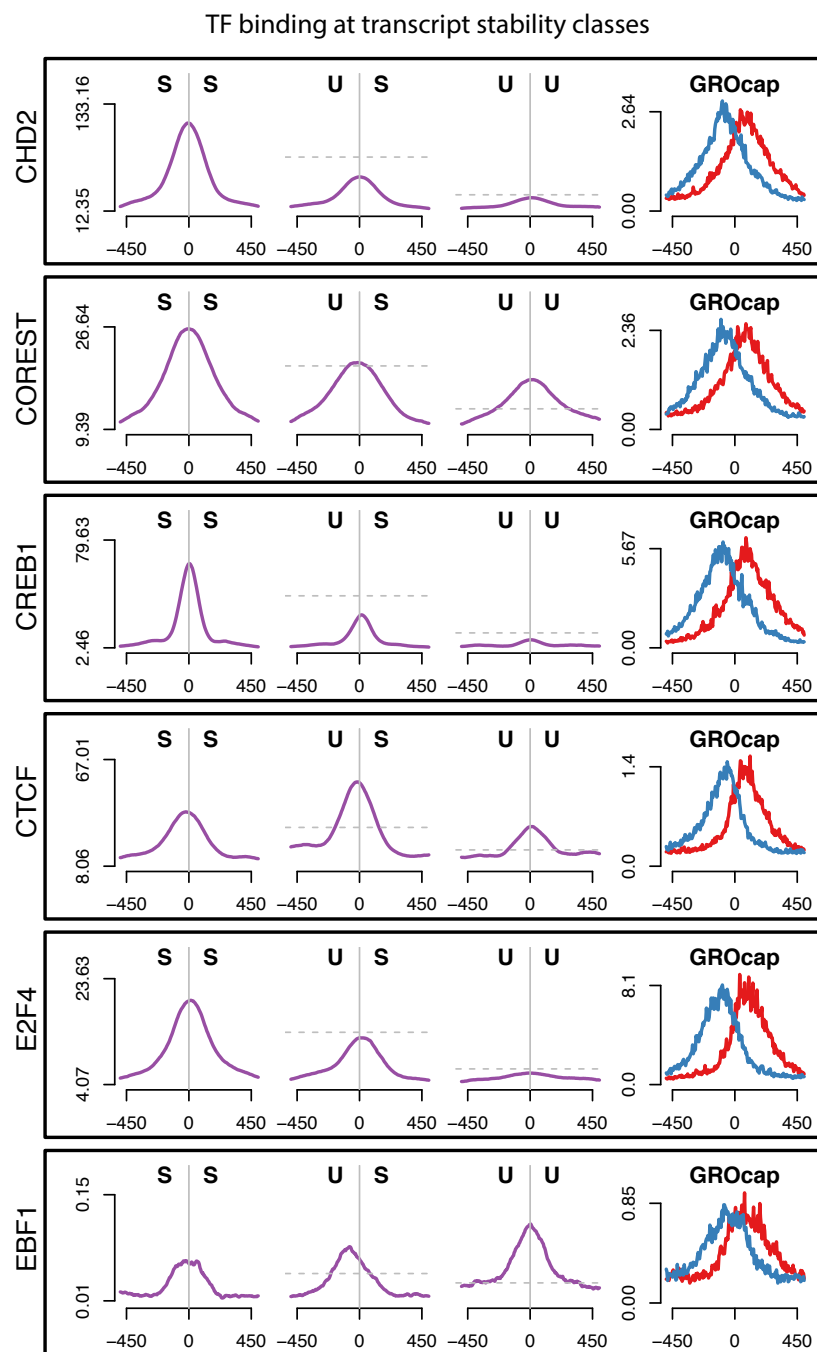 TF binding at transcript stability classes
CHD2
S S U S U U GROcap
133.16
12.35
2.64
0.00
−450 0 450 −450 0 450 −450 0 450 −450 0 450
COREST
S S U S U U GROcap
26.64
9.39
2.36
0.00
−450 0 450 −450 0 450 −450 0 450 −450 0 450
CREB1
S S U S U U GROcap
79.63
2.46
5.67
0.00
−450 0 450 −450 0 450 −450 0 450 −450 0 450
CTCF
S S U S U U GROcap
67.01
8.06
1.4
0.0
−450 0 450 −450 0 450 −450 0 450 −450 0 450
E2F4
S S U S U U GROcap
23.63
4.07
8.1
0.0
−450 0 450 −450 0 450 −450 0 450 −450 0 450
EBF1
S S U S U U GROcap
0.15
0.01
0.85
0.00
−450 0 450 −450 0 450 −450 0 450 −450 0 450